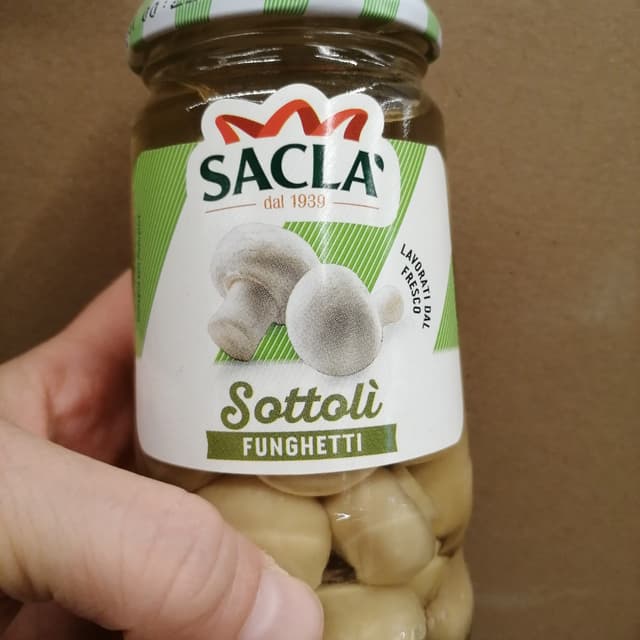 SACLA'
dal 1939
LAVORATI DAL
FRESCO
Sottolì
FUNGHETTI